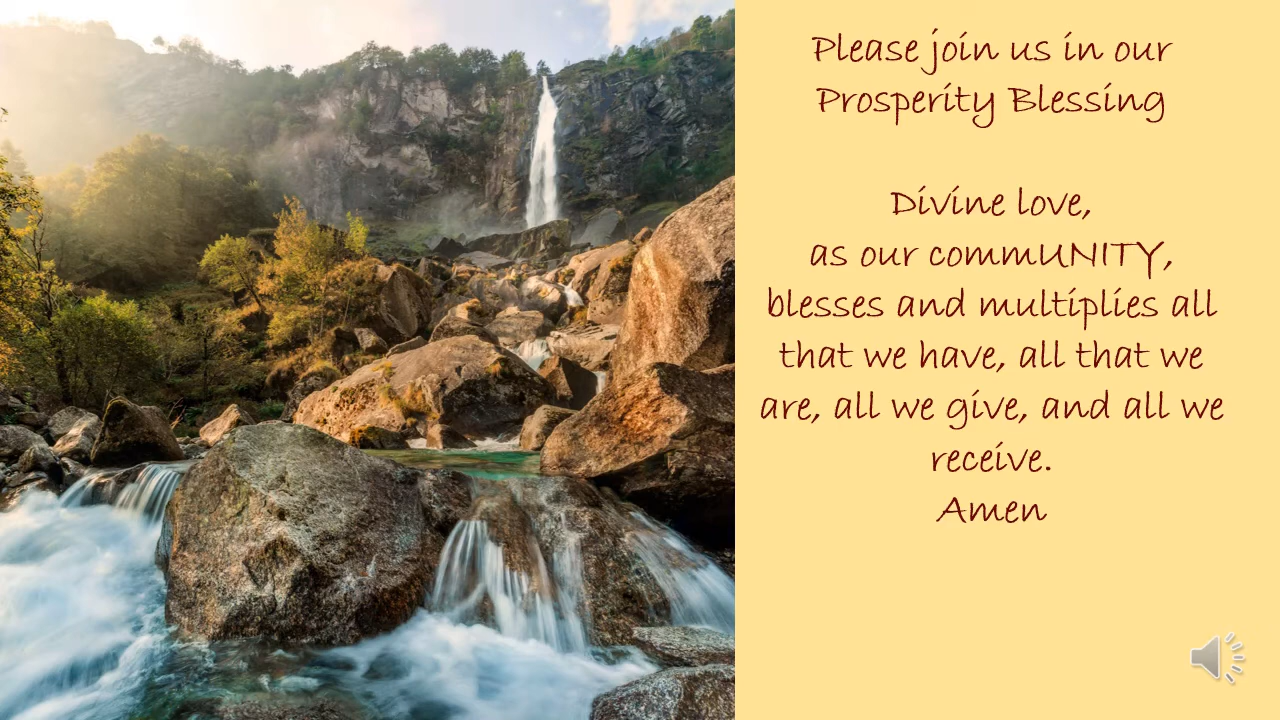 Please join us in our
Prosperity Blessing
Divine love,
as our commUNITY,
blesses and multiplies all
that we have, all that we
are, all we give, and all we
receive.
Amen